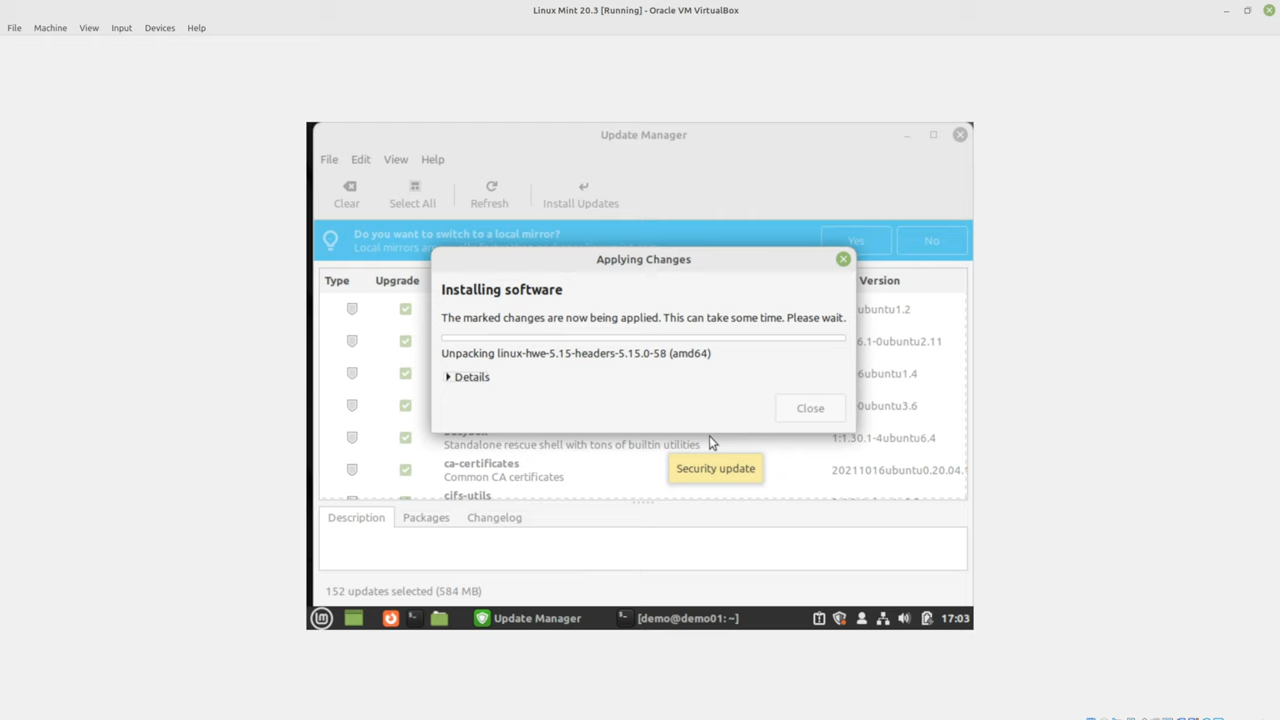 Linux Mint 20.3 [Running] - Oracle VM VirtualBox
File Machine View Input Devices Help
Update Manager
File Edit View Help
Clear Select All Refresh Install Updates
Do you want to switch to a local mirror?
Yes No
Local mirrors are
Applying Changes
Type Upgrade Version
Installing software
ubuntu1.2
The marked changes are now being applied. This can take some time. Please wait.
6.1-0ubuntu2.11
Unpacking linux-hwe-5.15-headers-5.15.0-58 (amd64)
Details
ubuntu1.4
0ubuntu3.6
Close
1:1.30.1-4ubuntu6.4
Standalone rescue shell with tons of builtin utilities
ca-certificates
Security update
20211016ubuntu0.20.04.
Common CA certificates
cifs-utils
Description Packages Changelog
152 updates selected (584 MB)
Update Manager
[demo@demo01: ~]
17:03